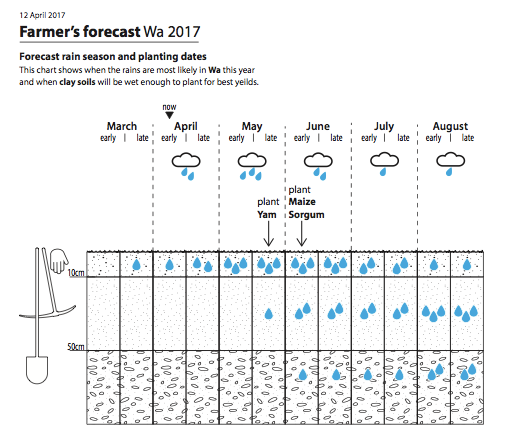 12 April 2017
Farmer's forecast Wa 2017
Forecast rain season and planting dates
This chart shows when the rains are most likely in Wa this year
and when clay soils will be wet enough to plant for best yeilds.
now
March April May June July August
early | late early | late early | late early | late early | late early | late
plant
Yam
plant
Maize
Sorgum
10cm
50cm